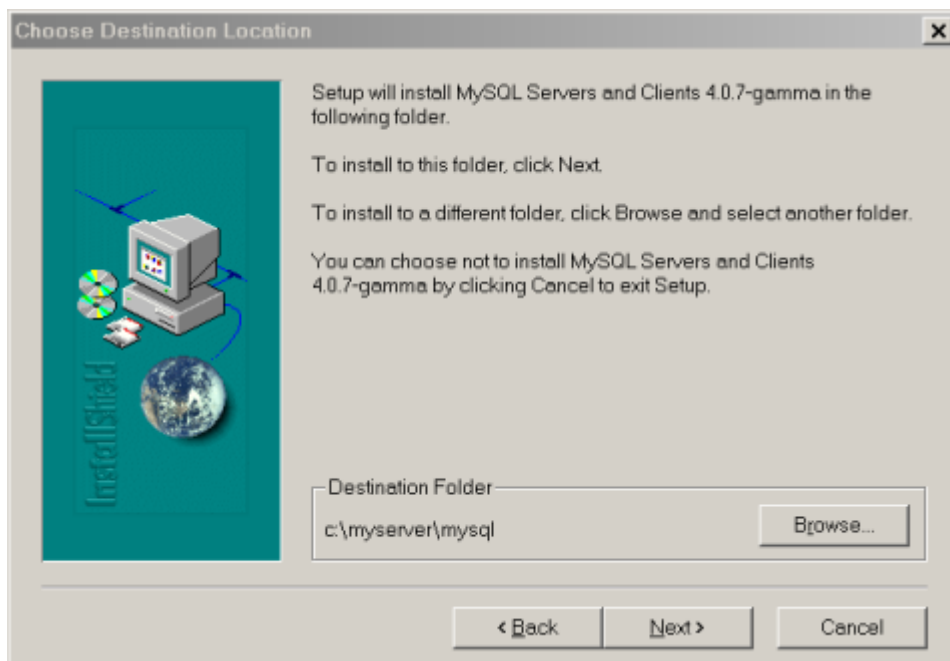 Choose Destination Location
Setup will install MySQL Servers and Clients 4.0.7-gamma in the
following folder.
To install to this folder, click Next.
To install to a different folder, click Browse and select another folder.
You can choose not to install MySQL Servers and Clients
4.0.7-gamma by clicking Cancel to exit Setup.
InstallShield
Destination Folder
c:\myserver\mysql
Browse...
< Back
Next >
Cancel